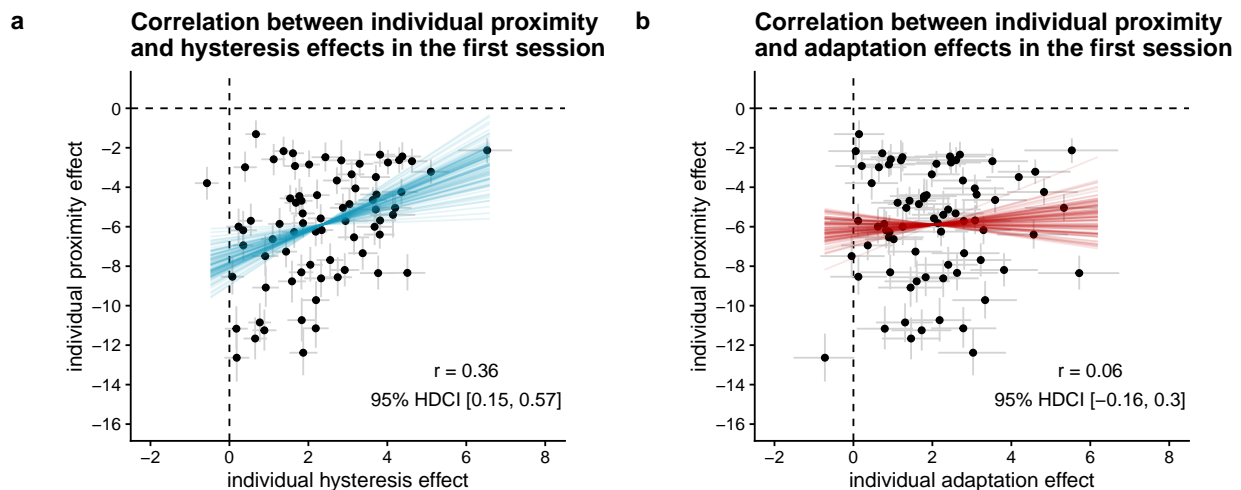 a
Correlation between individual proximity
and hysteresis effects in the first session
individual proximity effect
0
−2
−4
−6
−8
−10
−12
−14
−16
r = 0.36
95% HDCI [0.15, 0.57]
−2
0
2
4
6
8
individual hysteresis effect
b
Correlation between individual proximity
and adaptation effects in the first session
individual proximity effect
0
−2
−4
−6
−8
−10
−12
−14
−16
r = 0.06
95% HDCI [−0.16, 0.3]
−2
0
2
4
6
8
individual adaptation effect